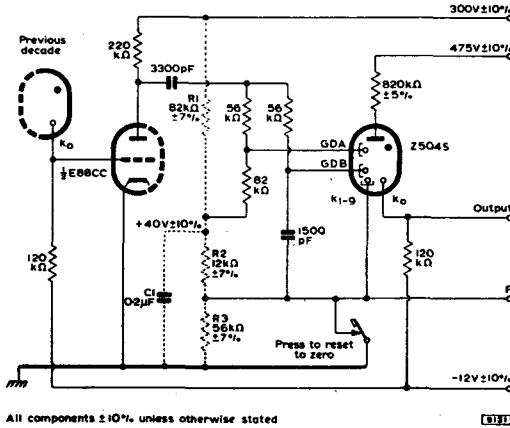 300V±10%
Previous
decade
475V±10%
220
kΩ
3300pF
R1
82kΩ
±7%
56
kΩ
56
kΩ
820kΩ
±5%
Z504S
GDA
GDB
k0
½E88CC
82
kΩ
k1-9
k0
+40V±10%
Output
120
kΩ
R2
12kΩ
±7%
1500
pF
120
kΩ
C1
0·2μF
R3
56kΩ
±7%
Press to reset
to zero
-12V±10%
All components ±10% unless otherwise stated